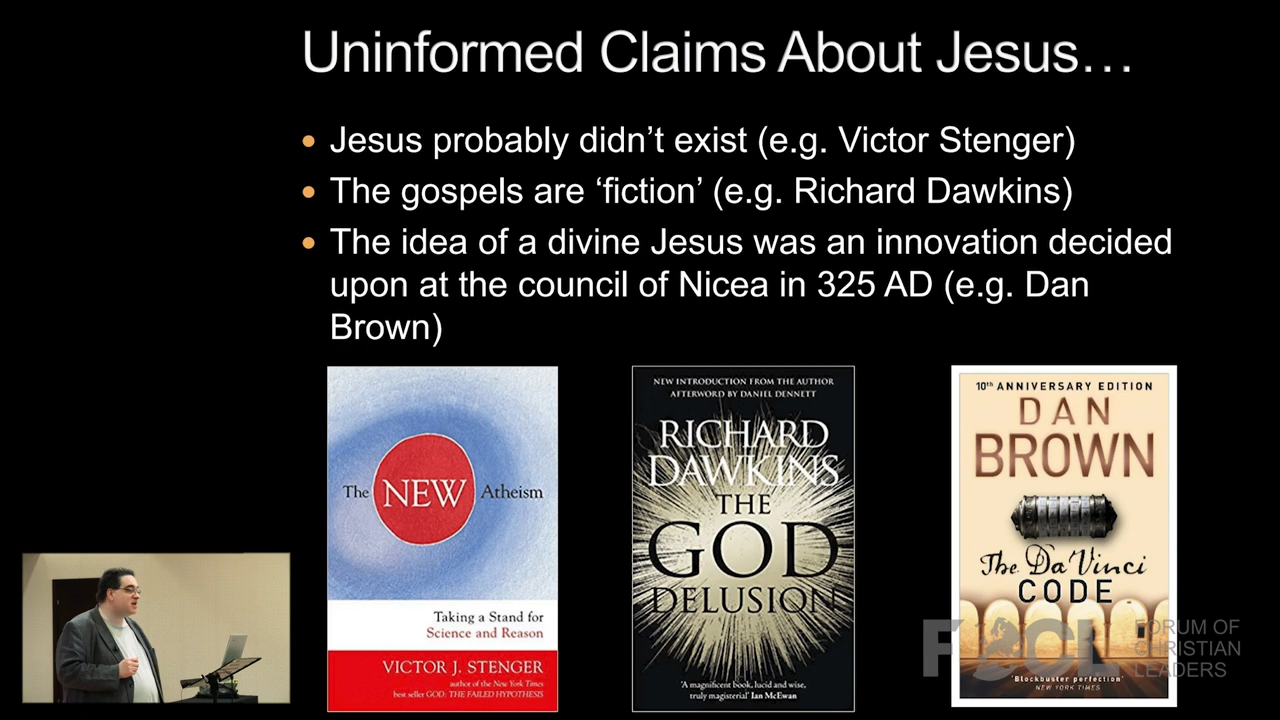 Uninformed Claims About Jesus…
• Jesus probably didn’t exist (e.g. Victor Stenger)
• The gospels are ‘fiction’ (e.g. Richard Dawkins)
• The idea of a divine Jesus was an innovation decided
upon at the council of Nicea in 325 AD (e.g. Dan
Brown)
The NEW Atheism
Taking a Stand for
Science and Reason
VICTOR J. STENGER
author of the New York Times
best seller GOD: THE FAILED HYPOTHESIS
NEW INTRODUCTION FROM THE AUTHOR
AFTERWORD BY DANIEL DENNETT
RICHARD
DAWKINS
THE
GOD
DELUSION
'A magnificent book, lucid and wise,
truly magisterial' Ian McEwan
10th ANNIVERSARY EDITION
DAN
BROWN
The Da Vinci
CODE
'Blockbuster perfection'
NEW YORK TIMES
FOCL
FORUM OF
CHRISTIAN
LEADERS